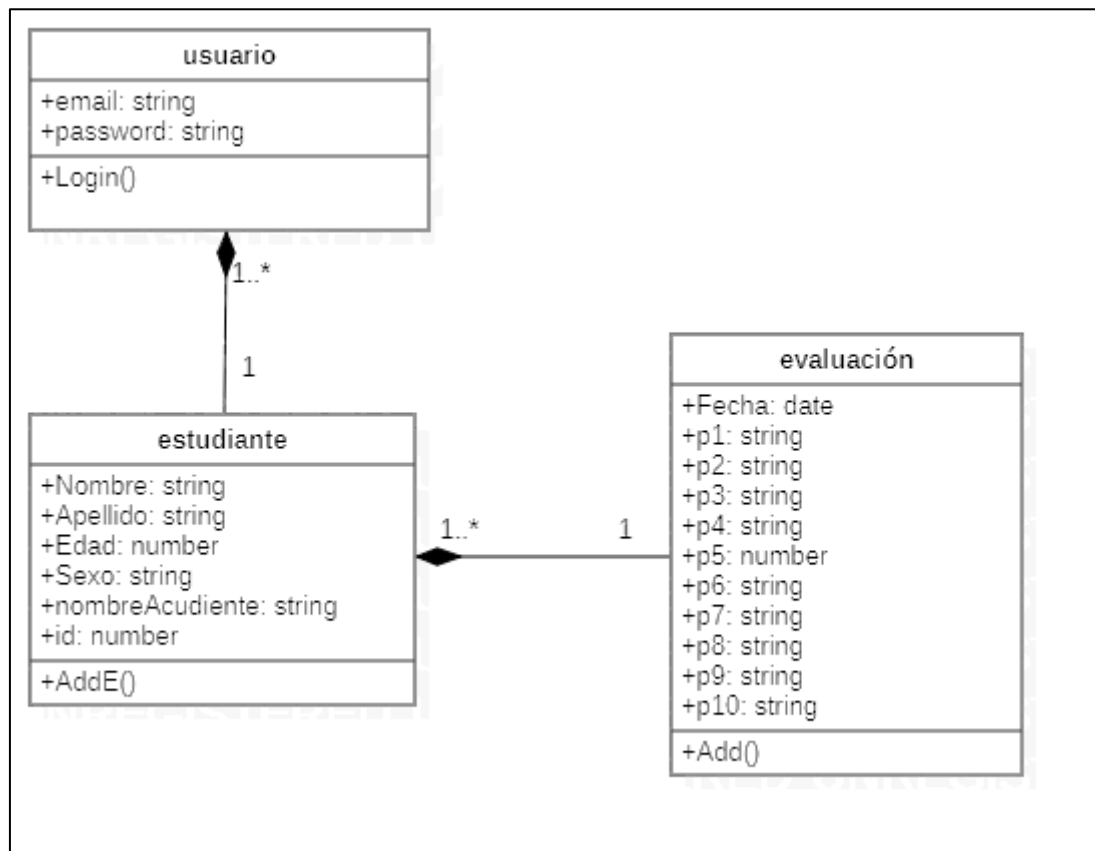 usuario
+email: string
+password: string
+Login()
1..*
1
estudiante
+Nombre: string
+Apellido: string
+Edad: number
+Sexo: string
+nombreAcudiente: string
+id: number
+AddE()
1..*
1
evaluación
+Fecha: date
+p1: string
+p2: string
+p3: string
+p4: string
+p5: number
+p6: string
+p7: string
+p8: string
+p9: string
+p10: string
+Add()